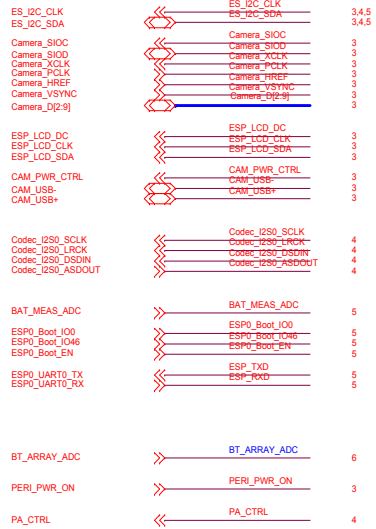 ES_I2C_CLK ES_I2C_CLK 3,4,5
ES_I2C_SDA ES_I2C_SDA 3,4,5
Camera_SIOC Camera_SIOC 3
Camera_SIOD Camera_SIOD 3
Camera_XCLK Camera_XCLK 3
Camera_PCLK Camera_PCLK 3
Camera_HREF Camera_HREF 3
Camera_VSYNC Camera_VSYNC 3
Camera_D[2:9] Camera_D[2:9] 3
ESP_LCD_DC ESP_LCD_DC 3
ESP_LCD_CLK ESP_LCD_CLK 3
ESP_LCD_SDA ESP_LCD_SDA 3
CAM_PWR_CTRL CAM_PWR_CTRL 3
CAM_USB- CAM_USB- 3
CAM_USB+ CAM_USB+ 3
Codec_I2S0_SCLK Codec_I2S0_SCLK 4
Codec_I2S0_LRCK Codec_I2S0_LRCK 4
Codec_I2S0_DSDIN Codec_I2S0_DSDIN 4
Codec_I2S0_ASDOUT Codec_I2S0_ASDOUT 4
BAT_MEAS_ADC BAT_MEAS_ADC 5
ESP0_Boot_IO0 ESP0_Boot_IO0 5
ESP0_Boot_IO46 ESP0_Boot_IO46 5
ESP0_Boot_EN ESP0_Boot_EN 5
ESP0_UART0_TX ESP_TXD 5
ESP0_UART0_RX ESP_RXD 5
BT_ARRAY_ADC BT_ARRAY_ADC 6
PERI_PWR_ON PERI_PWR_ON 3
PA_CTRL PA_CTRL 4